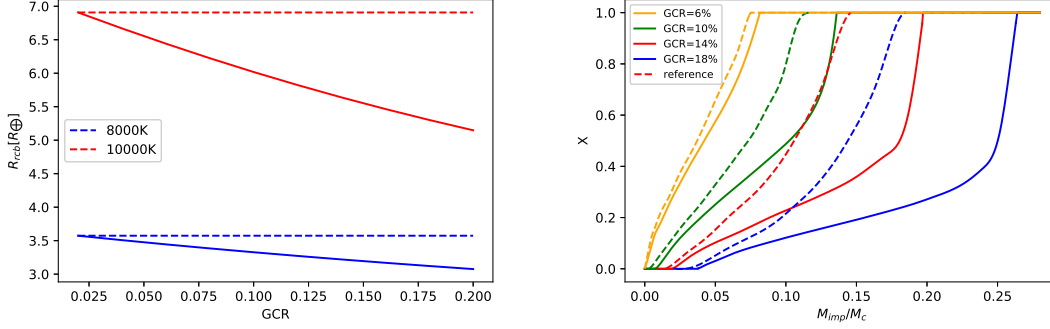 7.0
6.5
6.0
5.5
5.0
4.5
4.0
3.5
3.0
R_rcb[R⊕]
8000K
10000K
0.025 0.050 0.075 0.100 0.125 0.150 0.175 0.200
GCR
1.0
0.8
0.6
0.4
0.2
0.0
X
GCR=6%
GCR=10%
GCR=14%
GCR=18%
reference
0.00 0.05 0.10 0.15 0.20 0.25
M_imp/M_c